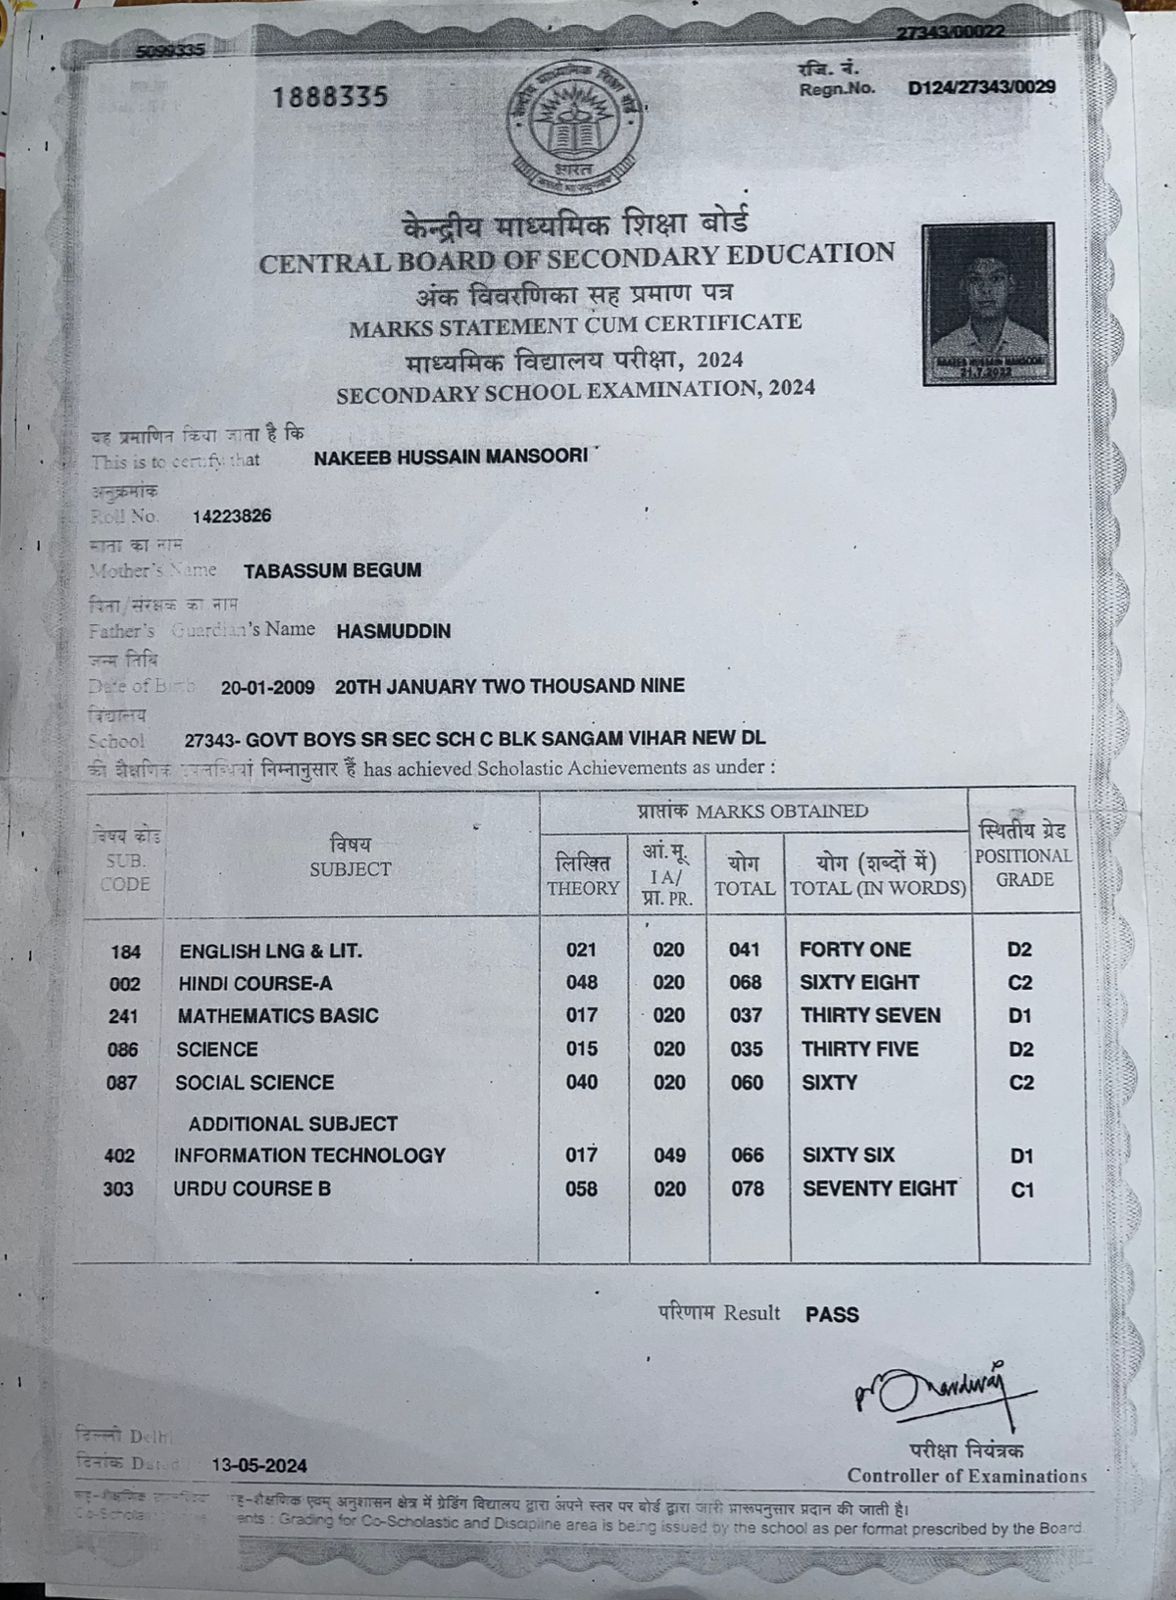 5099335
27343/00022
1888335
रजि. नं.
Regn.No. D124/27343/0029
भारत
केन्द्रीय माध्यमिक शिक्षा बोर्ड
CENTRAL BOARD OF SECONDARY EDUCATION
अंक विवरणिका सह प्रमाण पत्र
MARKS STATEMENT CUM CERTIFICATE
माध्यमिक विद्यालय परीक्षा, 2024
SECONDARY SCHOOL EXAMINATION, 2024
NAKEEB HUSSAIN MANSOORI
21.7.2022
यह प्रमाणित किया जाता है कि
This is to certify that NAKEEB HUSSAIN MANSOORI
अनुक्रमांक
Roll No. 14223826
माता का नाम
Mother's Name TABASSUM BEGUM
पिता/संरक्षक का नाम
Father's Guardian's Name HASMUDDIN
जन्म तिथि
Date of Birth 20-01-2009 20TH JANUARY TWO THOUSAND NINE
विद्यालय
School 27343- GOVT BOYS SR SEC SCH C BLK SANGAM VIHAR NEW DL
की शैक्षणिक उपलब्धियां निम्नानुसार हैं has achieved Scholastic Achievements as under :
विषय कोड SUB. CODE विषय SUBJECT प्राप्तांक MARKS OBTAINED स्थितीय ग्रेड POSITIONAL GRADE
लिखित THEORY आं.मू. IA/ प्रा. PR. योग TOTAL योग (शब्दों में) TOTAL (IN WORDS)
184 ENGLISH LNG & LIT. 021 020 041 FORTY ONE D2
002 HINDI COURSE-A 048 020 068 SIXTY EIGHT C2
241 MATHEMATICS BASIC 017 020 037 THIRTY SEVEN D1
086 SCIENCE 015 020 035 THIRTY FIVE D2
087 SOCIAL SCIENCE 040 020 060 SIXTY C2
ADDITIONAL SUBJECT
402 INFORMATION TECHNOLOGY 017 049 066 SIXTY SIX D1
303 URDU COURSE B 058 020 078 SEVENTY EIGHT C1
परिणाम Result PASS
दिल्ली Delhi
परीक्षा नियंत्रक
दिनांक Dated 13-05-2024
Controller of Examinations
सह-शैक्षणिक एवम् अनुशासन क्षेत्र में ग्रेडिंग विद्यालय द्वारा अपने स्तर पर बोर्ड द्वारा जारी प्रारूपनुसार प्रदान की जाती है।
Co-Schola ents : Grading for Co-Scholastic and Discipline area is being issued by the school as per format prescribed by the Board